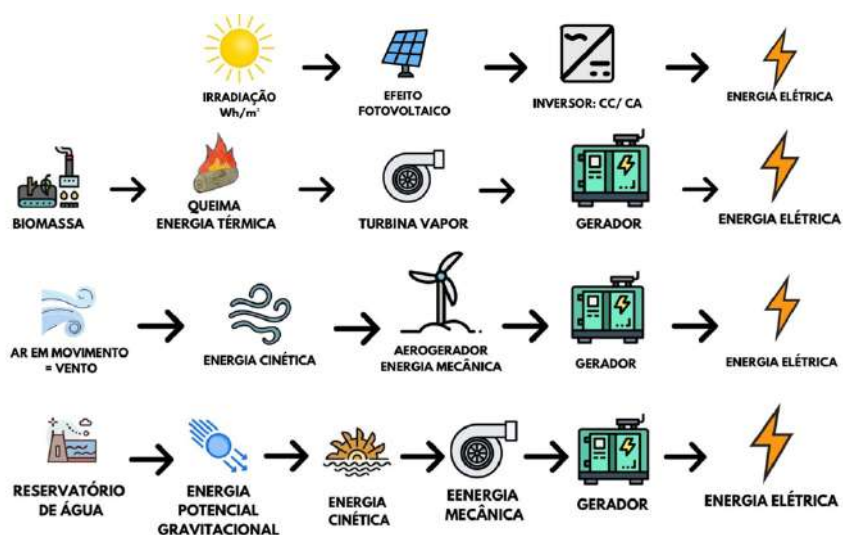 IRRADIAÇÃO
Wh/m²
EFEITO
FOTOVOLTAICO
INVERSOR: CC/ CA
ENERGIA ELÉTRICA
BIOMASSA
QUEIMA
ENERGIA TÉRMICA
TURBINA VAPOR
GERADOR
ENERGIA ELÉTRICA
AR EM MOVIMENTO
= VENTO
ENERGIA CINÉTICA
AEROGERADOR
ENERGIA MECÂNICA
GERADOR
ENERGIA ELÉTRICA
RESERVATÓRIO
DE ÁGUA
ENERGIA
POTENCIAL
GRAVITACIONAL
ENERGIA
CINÉTICA
EENERGIA
MECÂNICA
GERADOR
ENERGIA ELÉTRICA